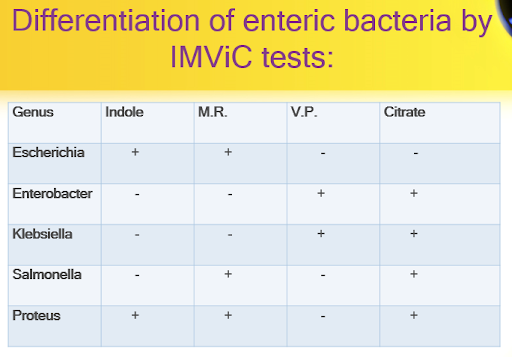 Differentiation of enteric bacteria by
IMViC tests:
Genus Indole M.R. V.P. Citrate
Escherichia + + - -
Enterobacter - - + +
Klebsiella - - + +
Salmonella - + - +
Proteus + + - +